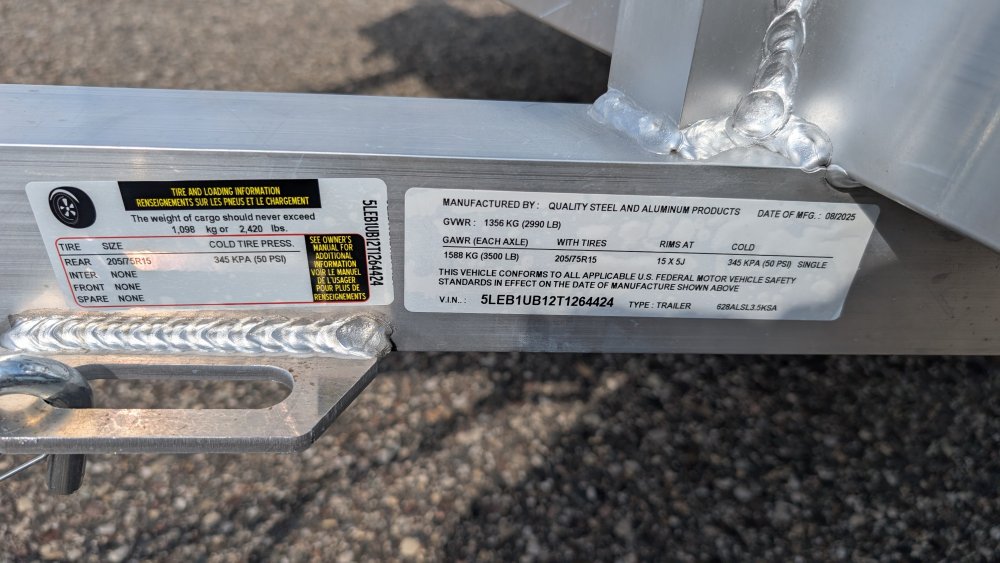 TIRE AND LOADING INFORMATION
RENSEIGNEMENTS SUR LES PNEUS ET LE CHARGEMENT
The weight of cargo should never exceed
1,098 kg or 2,420 lbs.
TIRE SIZE COLD TIRE PRESS.
REAR 205/75R15 345 KPA (50 PSI)
INTER NONE
FRONT NONE
SPARE NONE
SEE OWNER'S
MANUAL FOR
ADDITIONAL
INFORMATION
VOIR LE MANUEL
DE L'USAGER
POUR PLUS DE
RENSEIGNEMENTS
5LEB1UB12T1264424
MANUFACTURED BY: QUALITY STEEL AND ALUMINUM PRODUCTS DATE OF MFG.: 08/2025
GVWR: 1356 KG (2990 LB)
GAWR (EACH AXLE) WITH TIRES RIMS AT COLD
1588 KG (3500 LB) 205/75R15 15 X 5J 345 KPA (50 PSI) SINGLE
THIS VEHICLE CONFORMS TO ALL APPLICABLE U.S. FEDERAL MOTOR VEHICLE SAFETY
STANDARDS IN EFFECT ON THE DATE OF MANUFACTURE SHOWN ABOVE
V.I.N.: 5LEB1UB12T1264424 TYPE: TRAILER 628ALSL3.5KSA